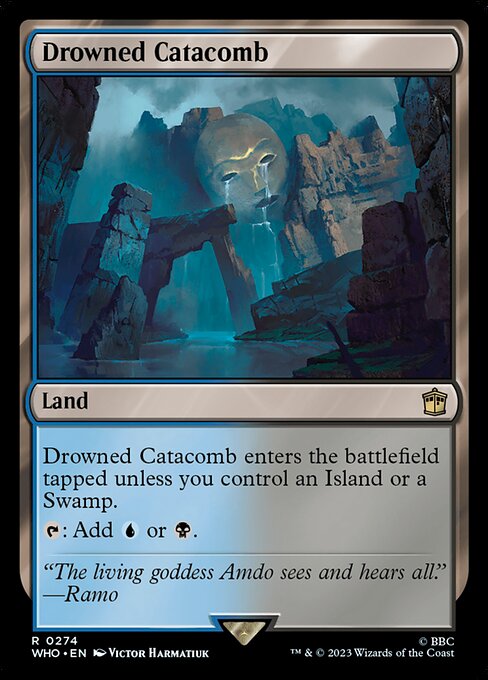 Drowned Catacomb
Land
Drowned Catacomb enters the battlefield
tapped unless you control an Island or a
Swamp.
: Add or .
“The living goddess Amdo sees and hears all.”
—Ramo
R 0274
WHO • EN Victor Harmatiuk
© BBC
™ & © 2023 Wizards of the Coast